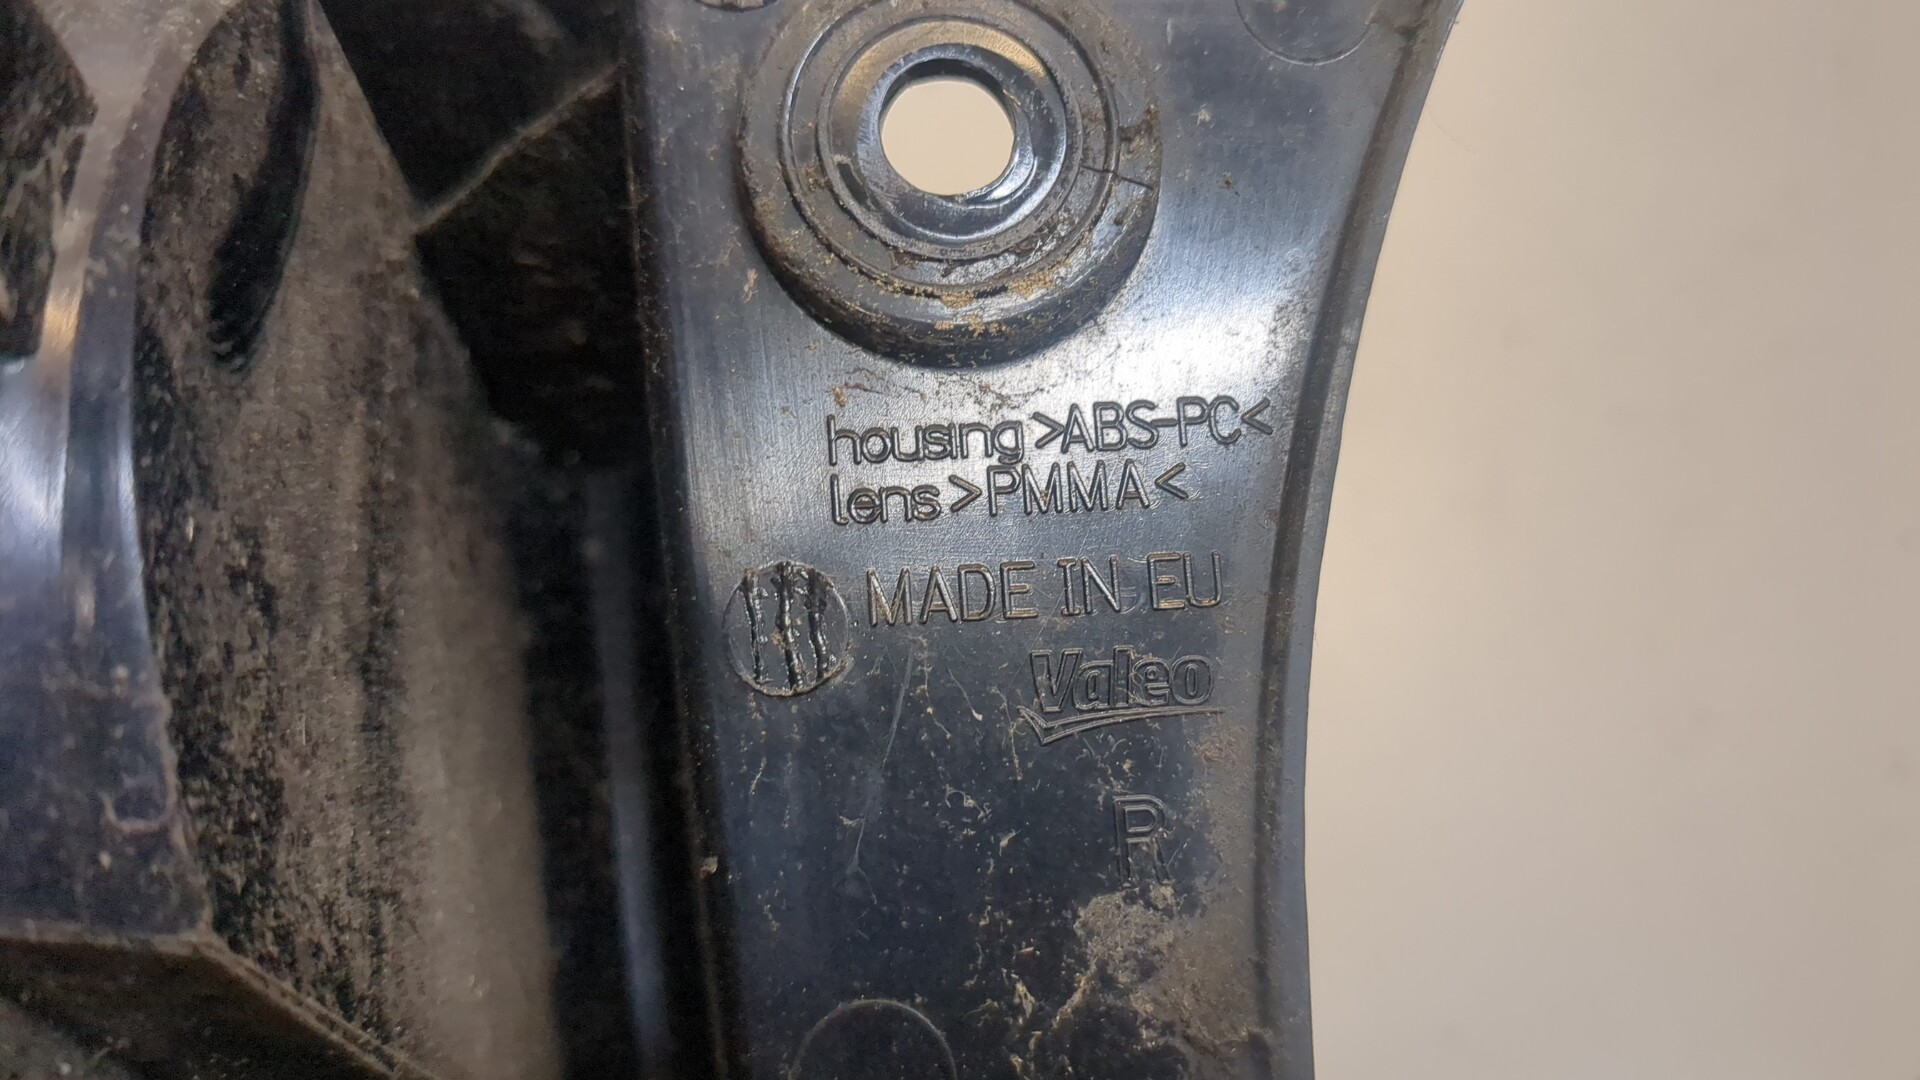 housing >ABS-PC<
lens >PMMA<
MADE IN EU
Valeo
R